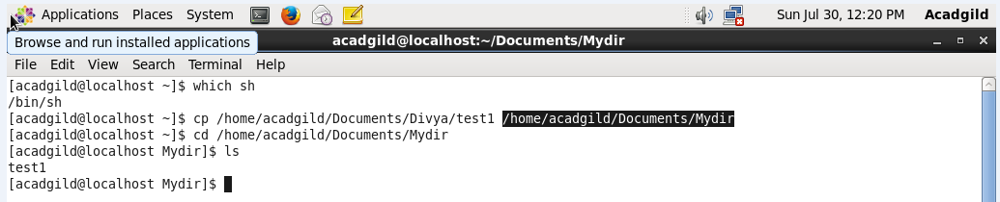 Applications Places System Sun Jul 30, 12:20 PM Acadgild
Browse and run installed applications
acadgild@localhost:~/Documents/Mydir
File Edit View Search Terminal Help
[acadgild@localhost ~]$ which sh
/bin/sh
[acadgild@localhost ~]$ cp /home/acadgild/Documents/Divya/test1 /home/acadgild/Documents/Mydir
[acadgild@localhost ~]$ cd /home/acadgild/Documents/Mydir
[acadgild@localhost Mydir]$ ls
test1
[acadgild@localhost Mydir]$